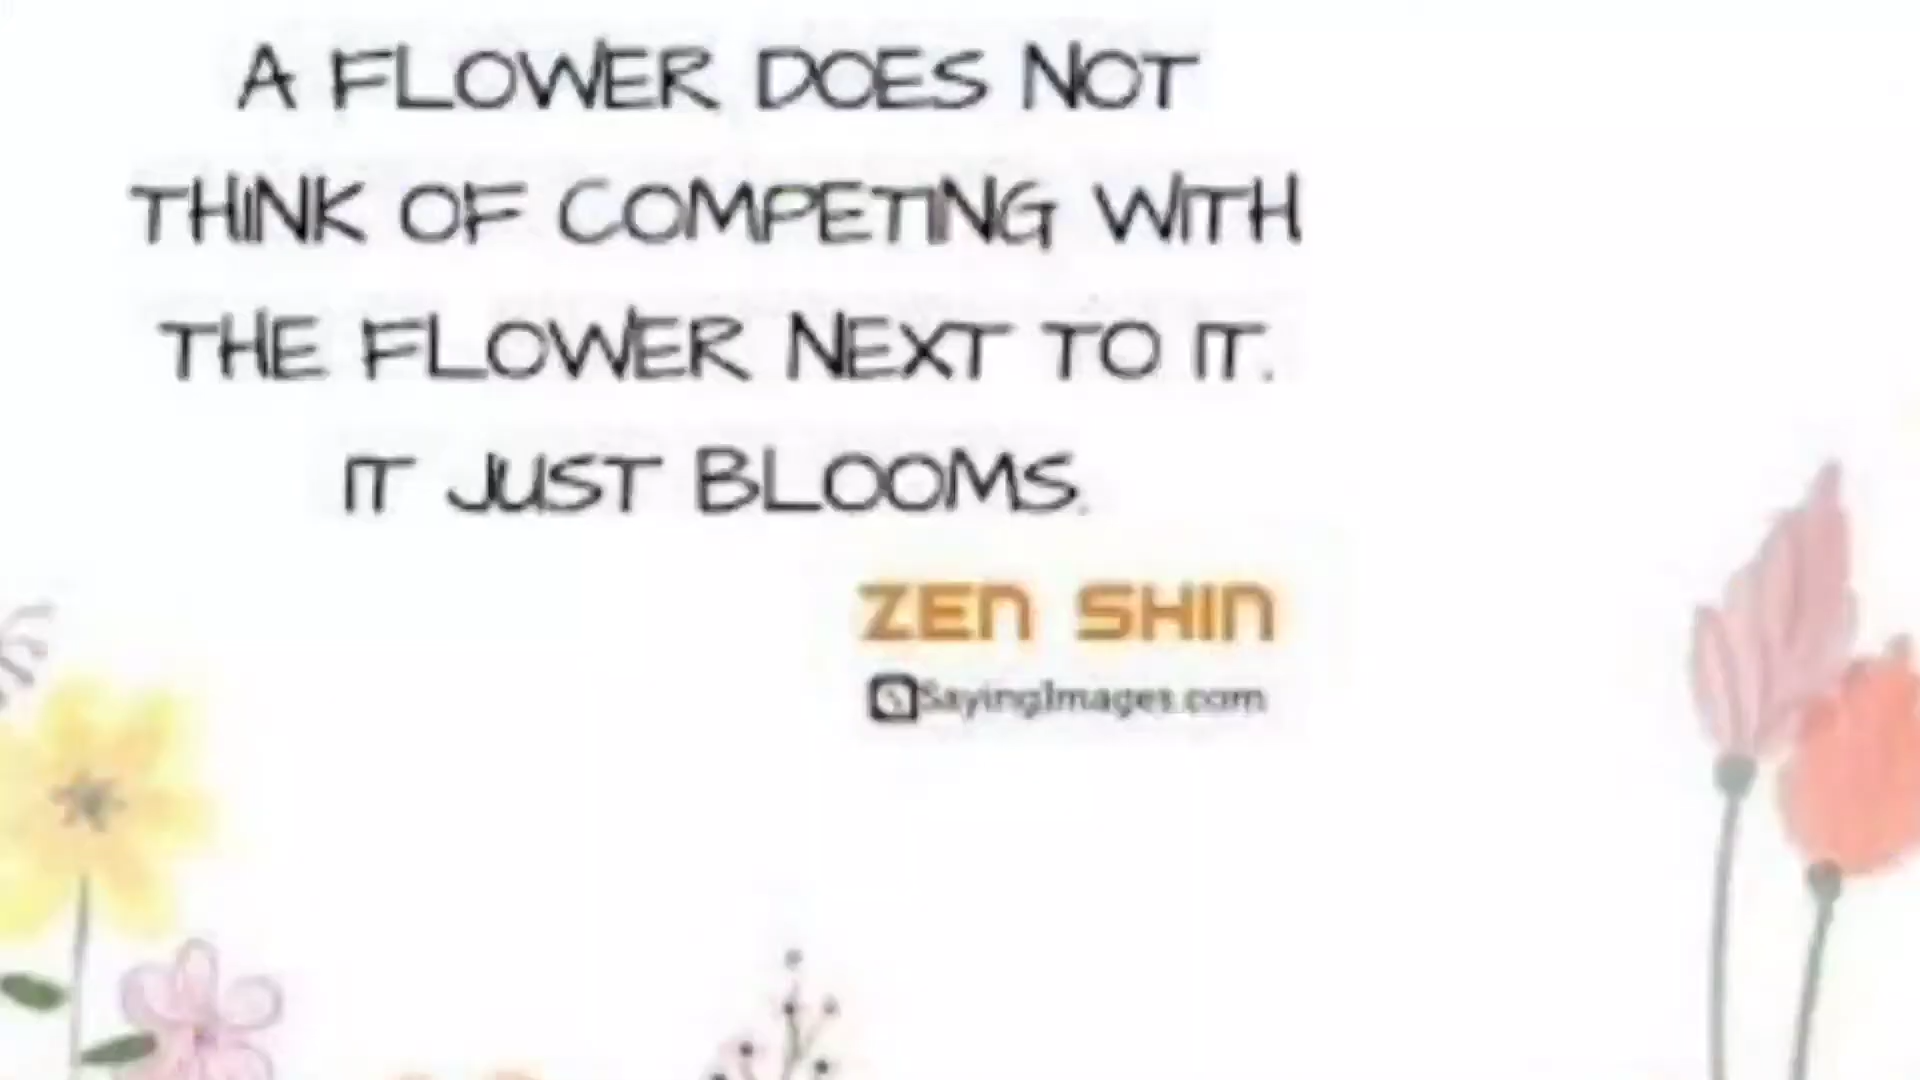 A FLOWER DOES NOT
THINK OF COMPETING WITH
THE FLOWER NEXT TO IT.
IT JUST BLOOMS.
ZEN SHIN
SayingImages.com